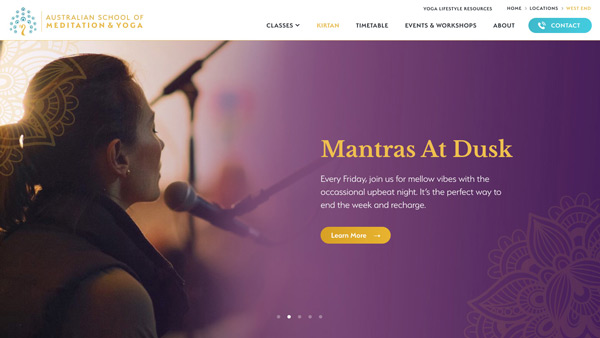 AUSTRALIAN SCHOOL OF
MEDITATION & YOGA
YOGA LIFESTYLE RESOURCES
HOME
LOCATIONS
WEST END
CLASSES
KIRTAN
TIMETABLE
EVENTS & WORKSHOPS
ABOUT
CONTACT
Mantras At Dusk
Every Friday, join us for mellow vibes with the
occassional upbeat night. It's the perfect way to
end the week and recharge.
Learn More